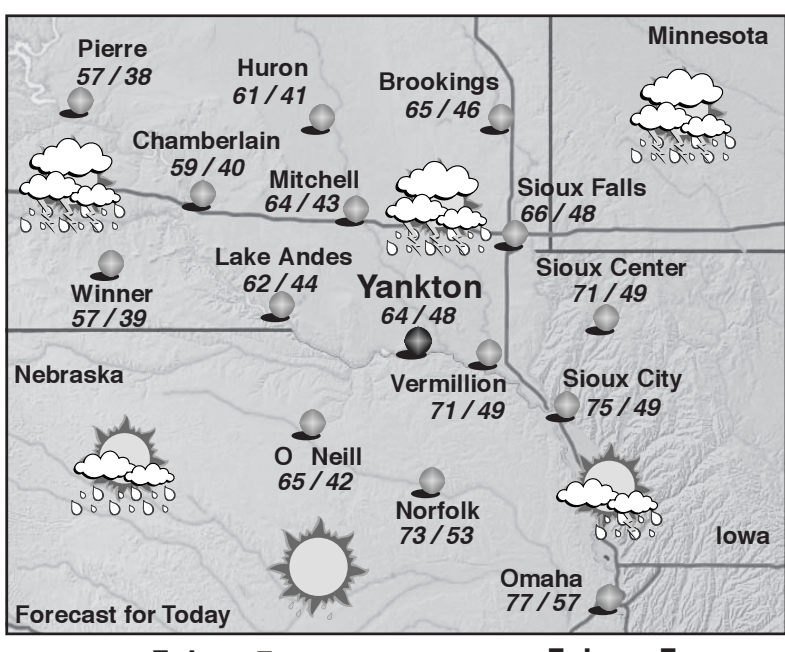 Minnesota
Pierre
57 / 38
Huron
61 / 41
Brookings
65 / 46
Chamberlain
59 / 40
Mitchell
64 / 43
Sioux Falls
66 / 48
Lake Andes
62 / 44
Yankton
64 / 48
Sioux Center
71 / 49
Winner
57 / 39
Nebraska
Vermillion
71 / 49
Sioux City
75 / 49
O Neill
65 / 42
Norfolk
73 / 53
Iowa
Omaha
77 / 57
Forecast for Today